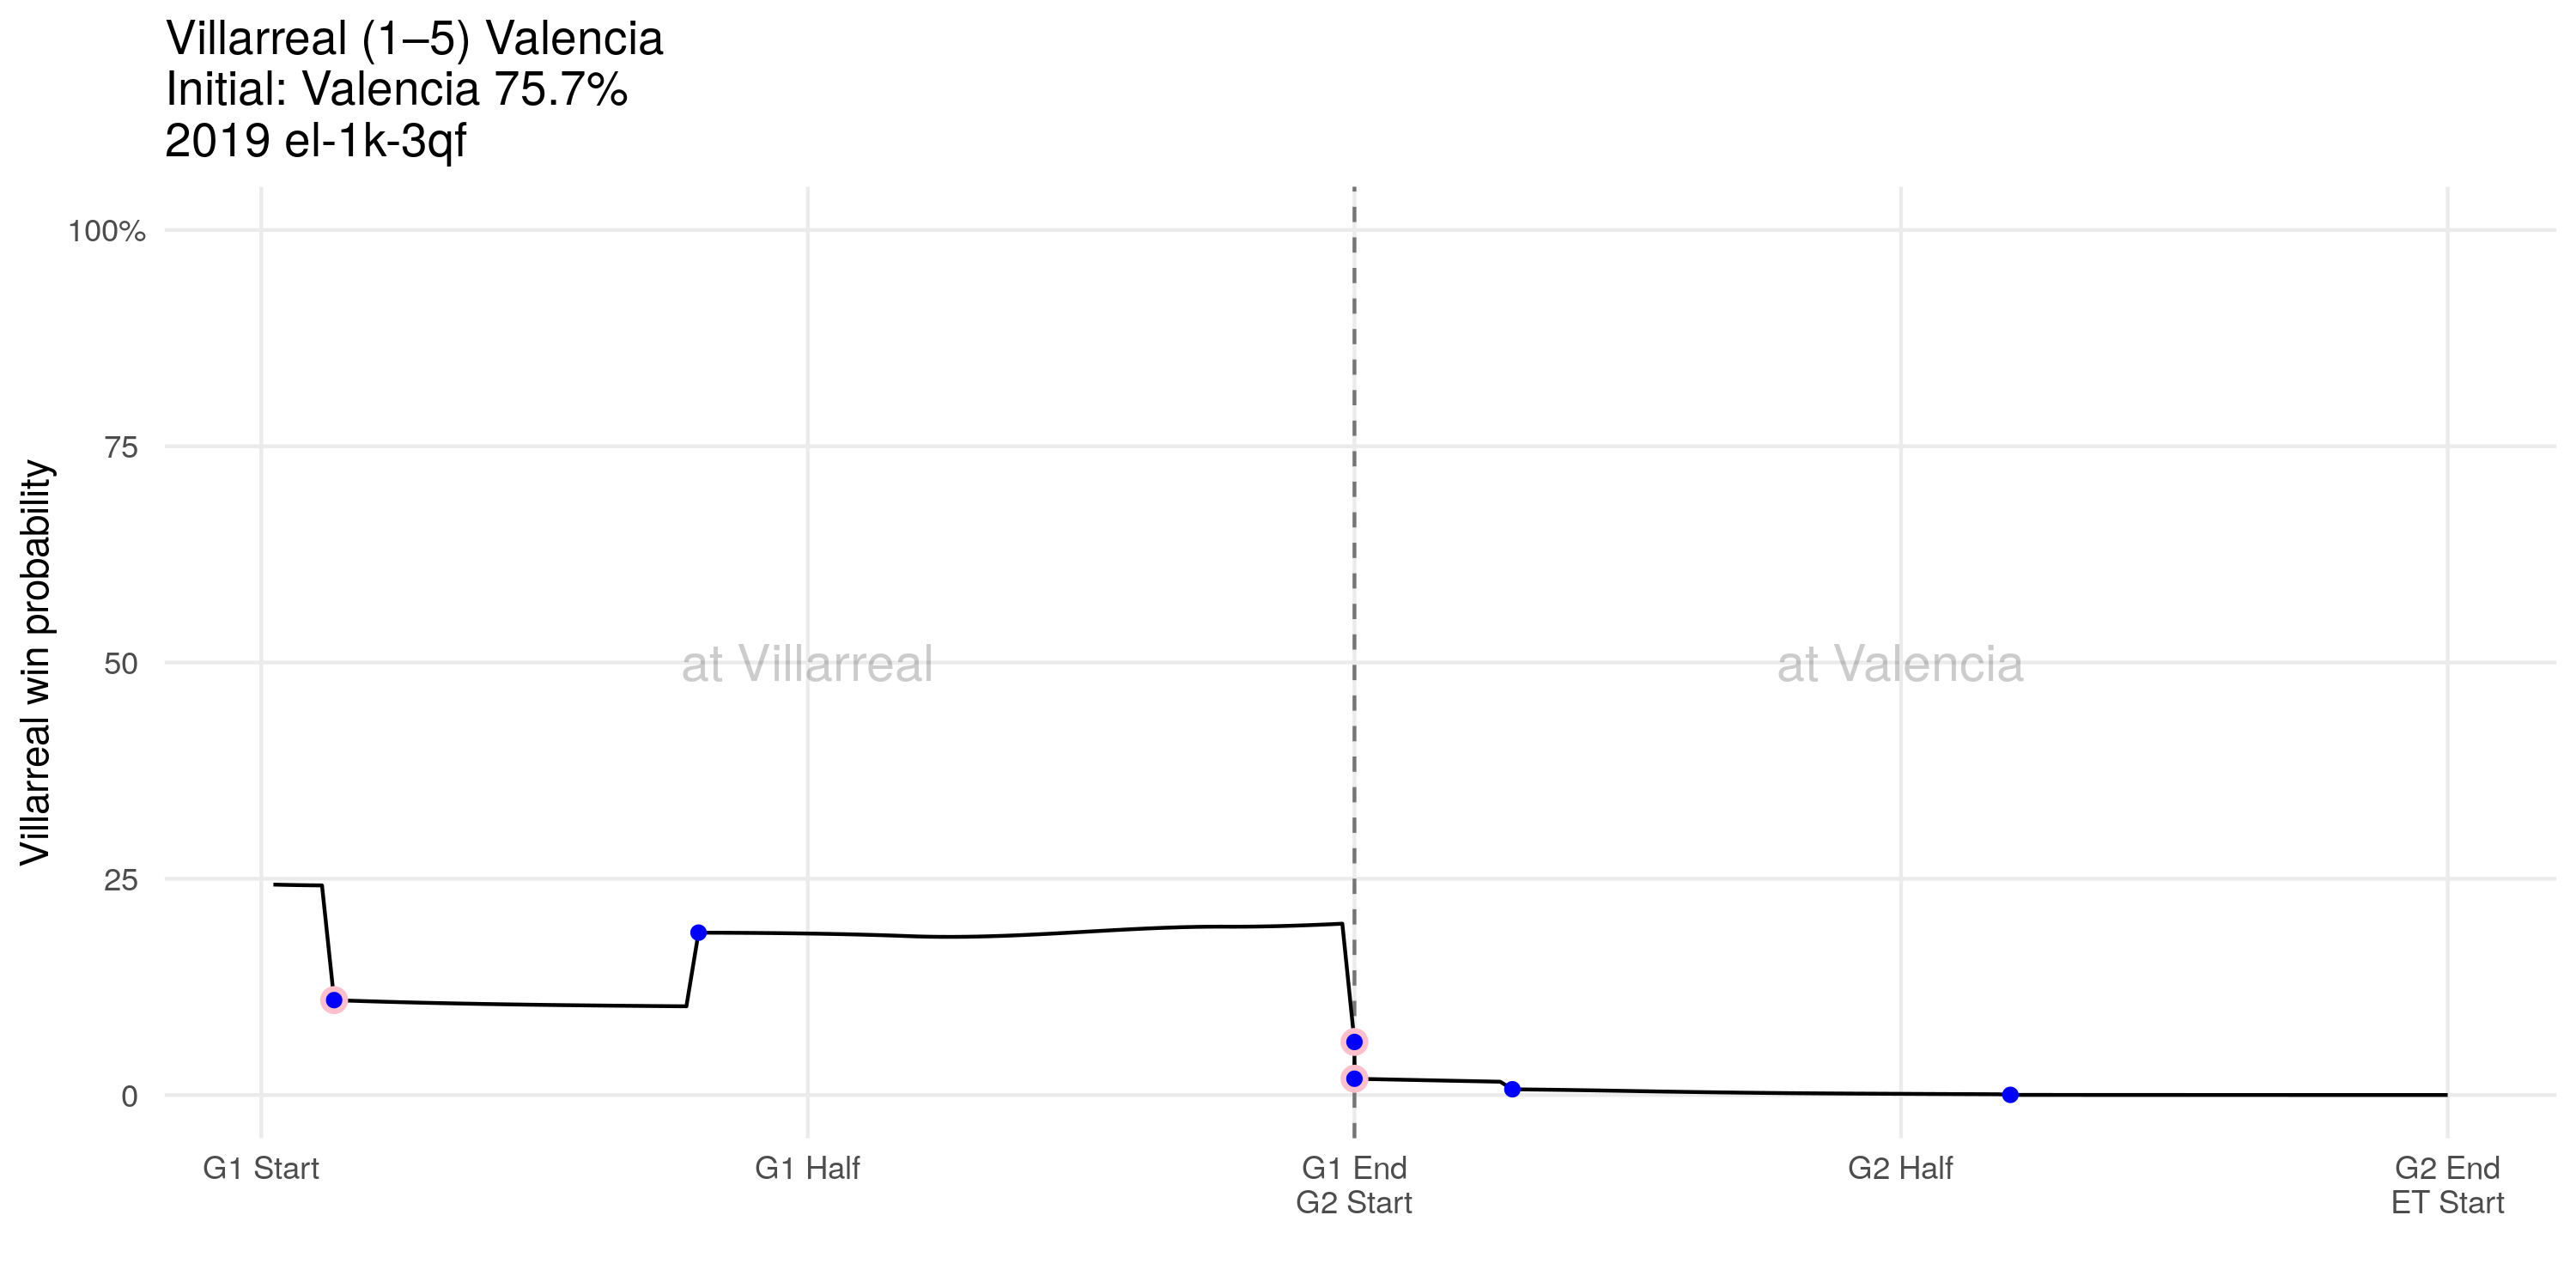 Villarreal (1–5) Valencia
Initial: Valencia 75.7%
2019 el-1k-3qf
Villarreal win probability
100%
75
50
25
0
at Villarreal
at Valencia
G1 Start
G1 Half
G1 End
G2 Start
G2 Half
G2 End
ET Start